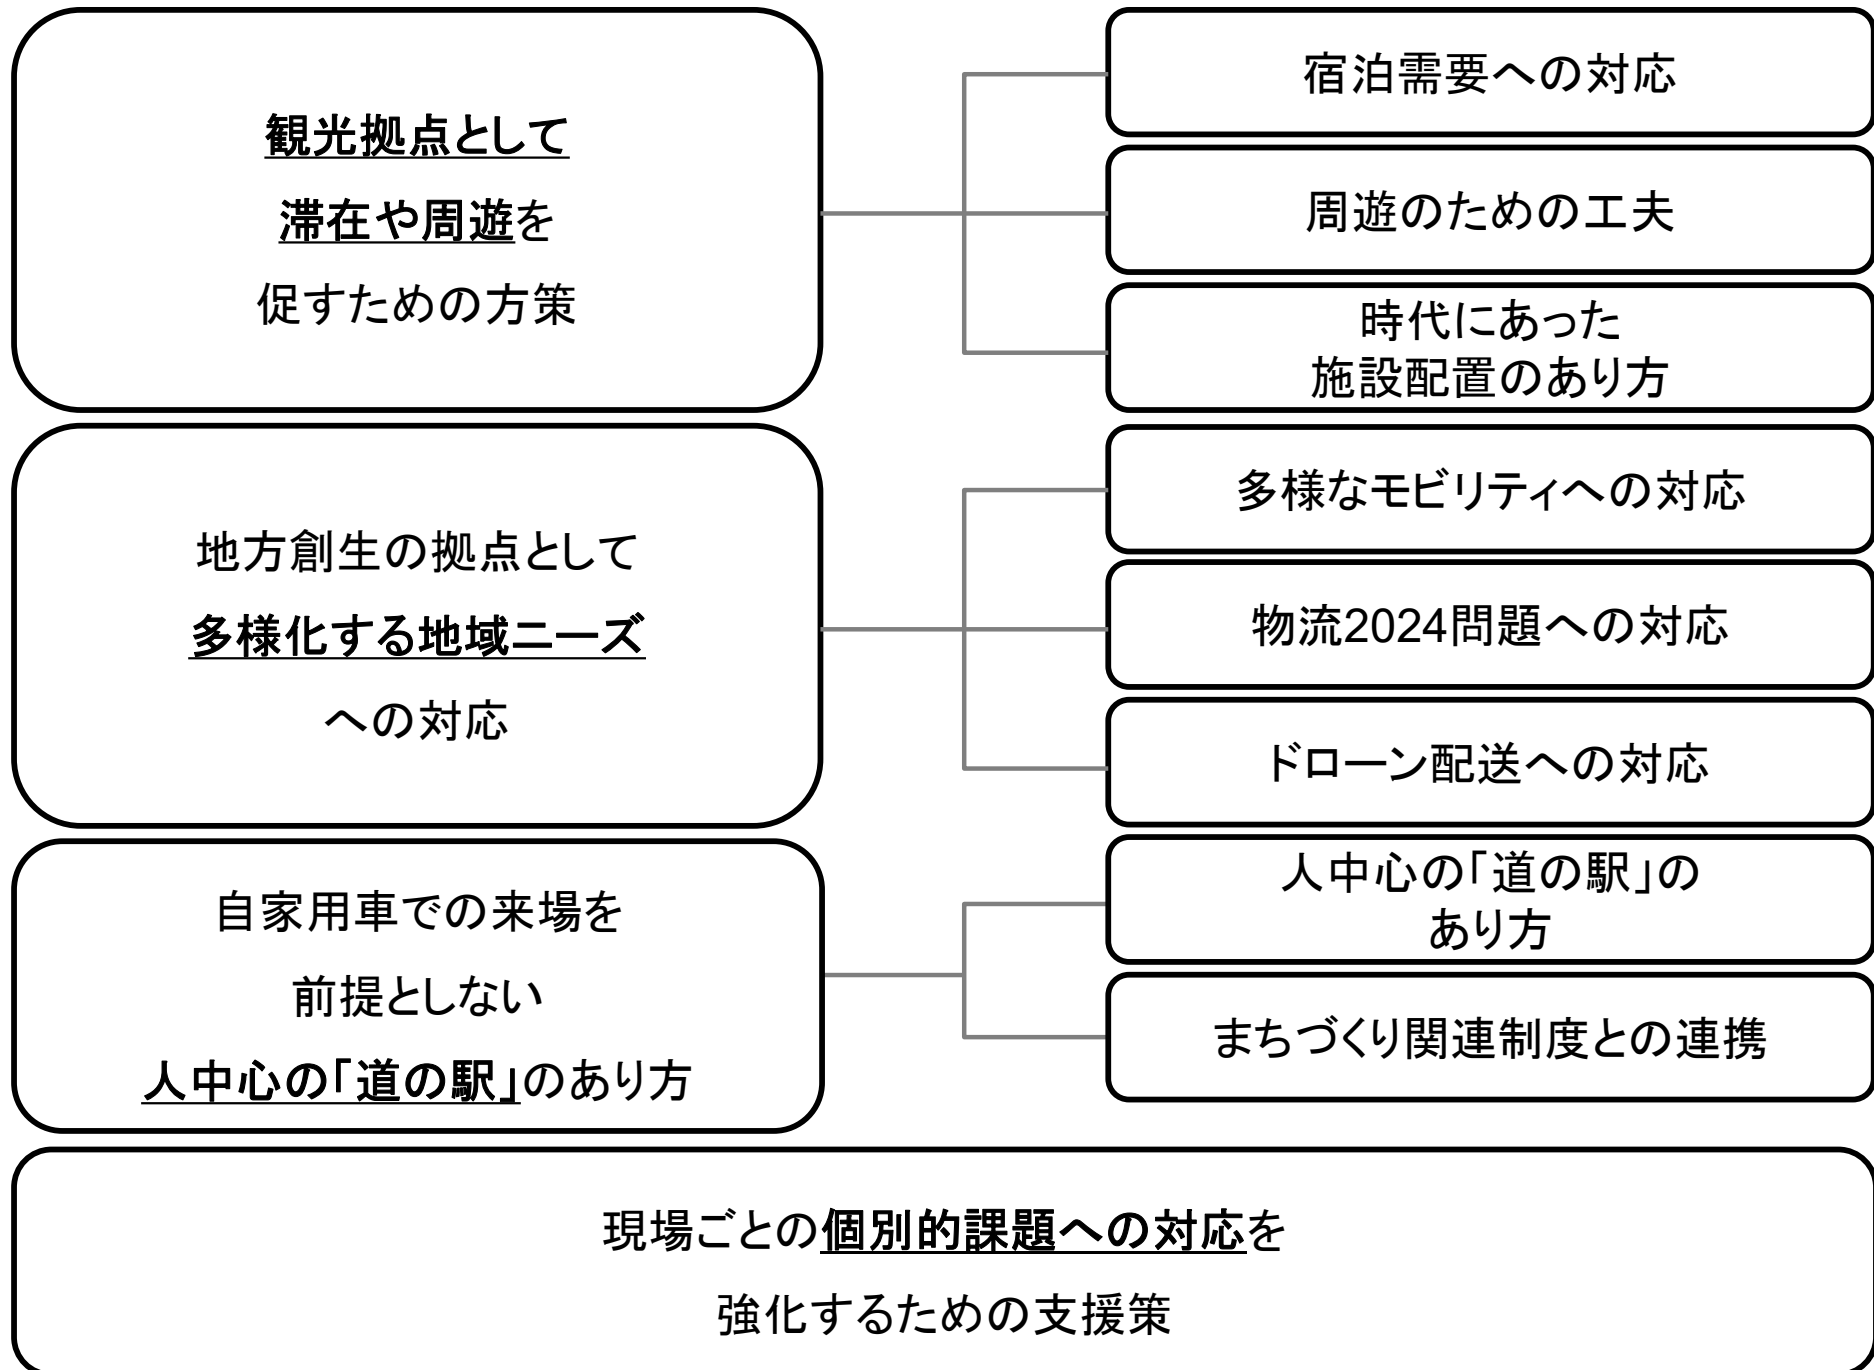 観光拠点として
滞在や周遊を
促すための方策
宿泊需要への対応
周遊のための工夫
時代にあった
施設配置のあり方
地方創生の拠点として
多様化する地域ニーズ
への対応
多様なモビリティへの対応
物流2024問題への対応
ドローン配送への対応
自家用車での来場を
前提としない
人中心の「道の駅」のあり方
人中心の「道の駅」の
あり方
まちづくり関連制度との連携
現場ごとの個別的課題への対応を
強化するための支援策